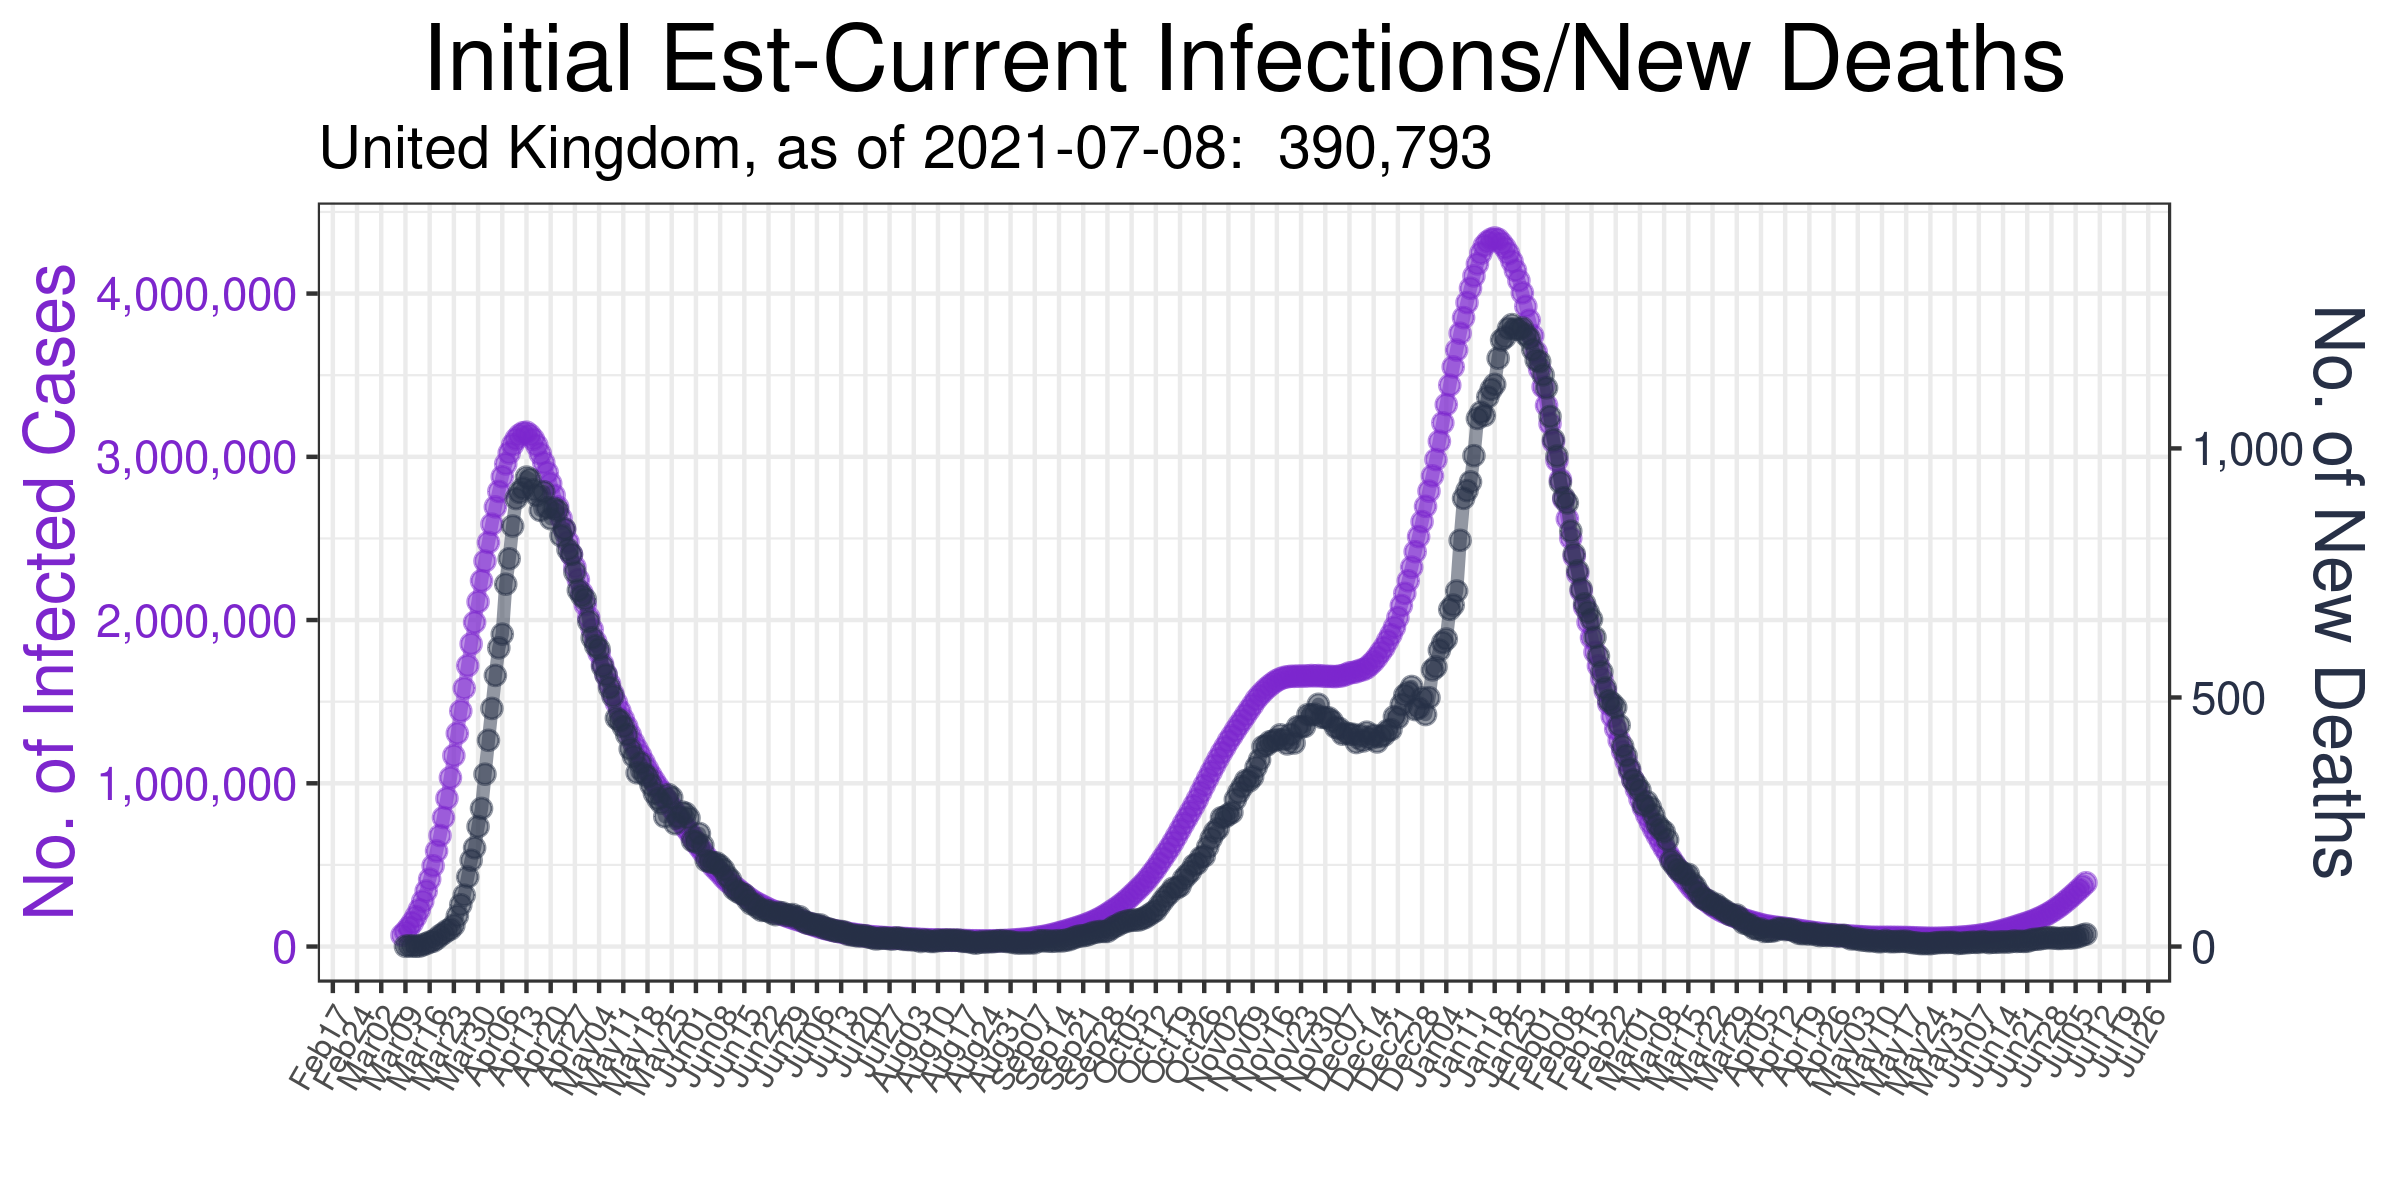 Initial Est-Current Infections/New Deaths
United Kingdom, as of 2021-07-08:  390,793
No. of Infected Cases
4,000,000
3,000,000
2,000,000
1,000,000
0
No. of New Deaths
1,000
500
0
Feb17
Feb24
Mar02
Mar09
Mar16
Mar23
Mar30
Apr06
Apr13
Apr20
Apr27
May04
May11
May18
May25
Jun01
Jun08
Jun15
Jun22
Jun29
Jul06
Jul13
Jul20
Jul27
Aug03
Aug10
Aug17
Aug24
Aug31
Sep07
Sep14
Sep21
Sep28
Oct05
Oct12
Oct19
Oct26
Nov02
Nov09
Nov16
Nov23
Nov30
Dec07
Dec14
Dec21
Dec28
Jan04
Jan11
Jan18
Jan25
Feb01
Feb08
Feb15
Feb22
Mar01
Mar08
Mar15
Mar22
Mar29
Apr05
Apr12
Apr19
Apr26
May03
May10
May17
May24
May31
Jun07
Jun14
Jun21
Jun28
Jul05
Jul12
Jul19
Jul26